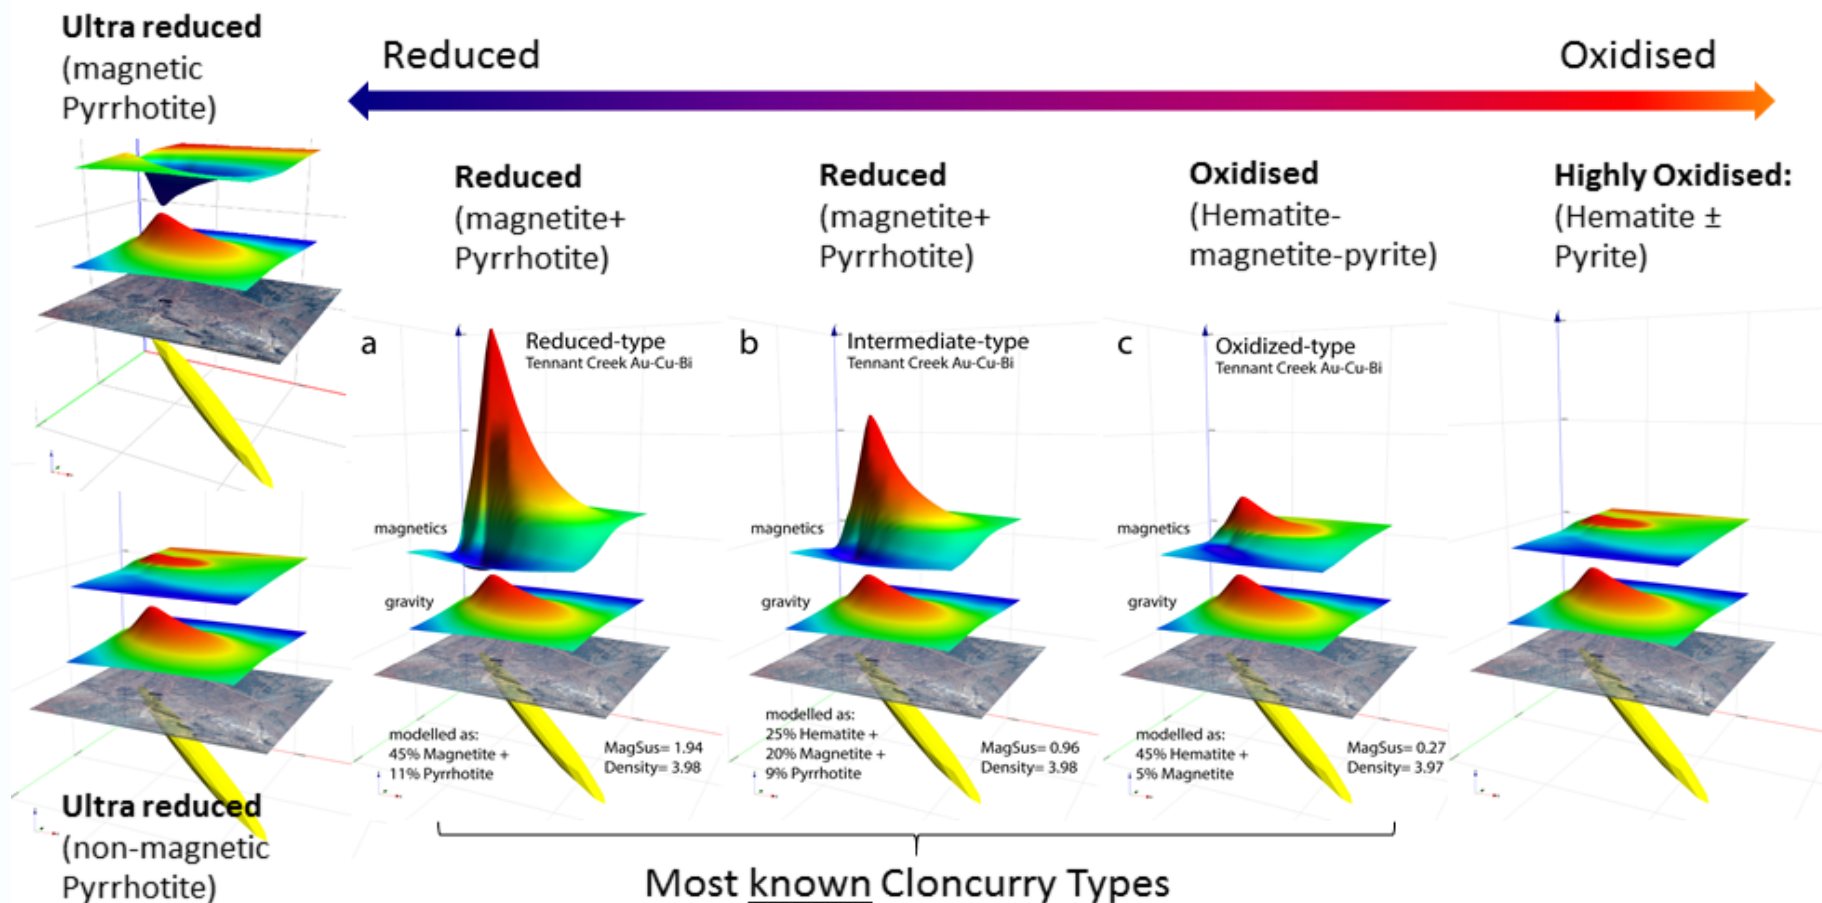 Ultra reduced
(magnetic
Pyrrhotite)
Reduced
Oxidised
Reduced
(magnetite+
Pyrrhotite)
Reduced
(magnetite+
Pyrrhotite)
Oxidised
(Hematite-
magnetite-pyrite)
Highly Oxidised:
(Hematite ±
Pyrite)
a
Reduced-type
Tennant Creek Au-Cu-Bi
magnetics
gravity
modelled as:
45% Magnetite +
11% Pyrrhotite
MagSus= 1.94
Density= 3.98
b
Intermediate-type
Tennant Creek Au-Cu-Bi
magnetics
gravity
modelled as:
25% Hematite +
20% Magnetite +
9% Pyrrhotite
MagSus= 0.96
Density= 3.98
c
Oxidized-type
Tennant Creek Au-Cu-Bi
magnetics
gravity
modelled as:
45% Hematite +
5% Magnetite
MagSus= 0.27
Density= 3.97
Ultra reduced
(non-magnetic
Pyrrhotite)
Most known Cloncurry Types